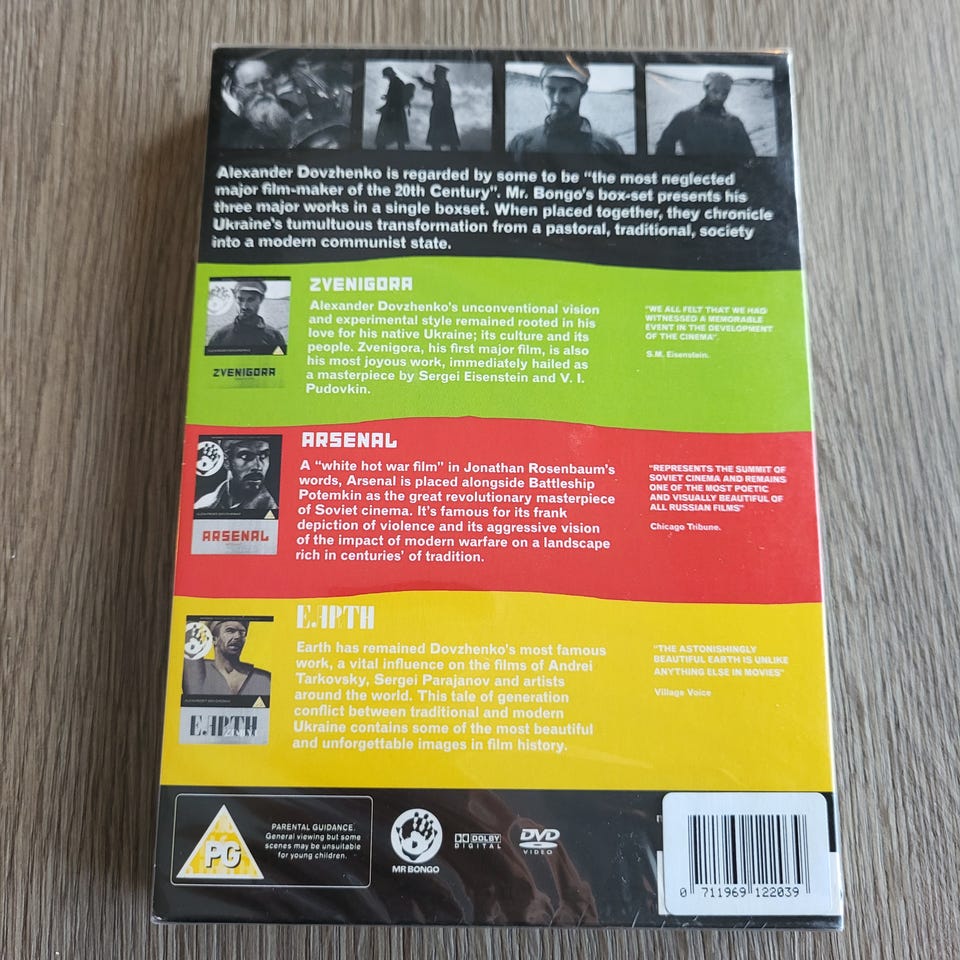 Alexander Dovzhenko is regarded by some to be “the most neglected
major film-maker of the 20th Century”. Mr. Bongo's box-set presents his
three major works in a single boxset. When placed together, they chronicle
Ukraine's tumultuous transformation from a pastoral, traditional, society
into a modern communist state.
ZVENIGORA
Alexander Dovzhenko's unconventional vision
and experimental style remained rooted in his
love for his native Ukraine; its culture and its
people. Zvenigora, his first major film, is also
his most joyous work, immediately hailed as
a masterpiece by Sergei Eisenstein and V. I.
Pudovkin.
"WE ALL FELT THAT WE HAD
WITNESSED A MEMORABLE
EVENT IN THE DEVELOPMENT
OF THE CINEMA".
S.M. Eisenstein.
ZVENIGORA
ARSENAL
A “white hot war film” in Jonathan Rosenbaum's
words, Arsenal is placed alongside Battleship
Potemkin as the great revolutionary masterpiece
of Soviet cinema. It's famous for its frank
depiction of violence and its aggressive vision
of the impact of modern warfare on a landscape
rich in centuries' of tradition.
"REPRESENTS THE SUMMIT OF
SOVIET CINEMA AND REMAINS
ONE OF THE MOST POETIC
AND VISUALLY BEAUTIFUL OF
ALL RUSSIAN FILMS"
Chicago Tribune.
ARSENAL
EARTH
Earth has remained Dovzhenko's most famous
work, a vital influence on the films of Andrei
Tarkovsky, Sergei Parajanov and artists
around the world. This tale of generation
conflict between traditional and modern
Ukraine contains some of the most beautiful
and unforgettable images in film history.
"THE ASTONISHINGLY
BEAUTIFUL EARTH IS UNLIKE
ANYTHING ELSE IN MOVIES"
Village Voice
EARTH
PG
PARENTAL GUIDANCE.
General viewing but some
scenes may be unsuitable
for young children.
MR BONGO
DOLBY
DIGITAL
DVD
VIDEO
0 711969 122039